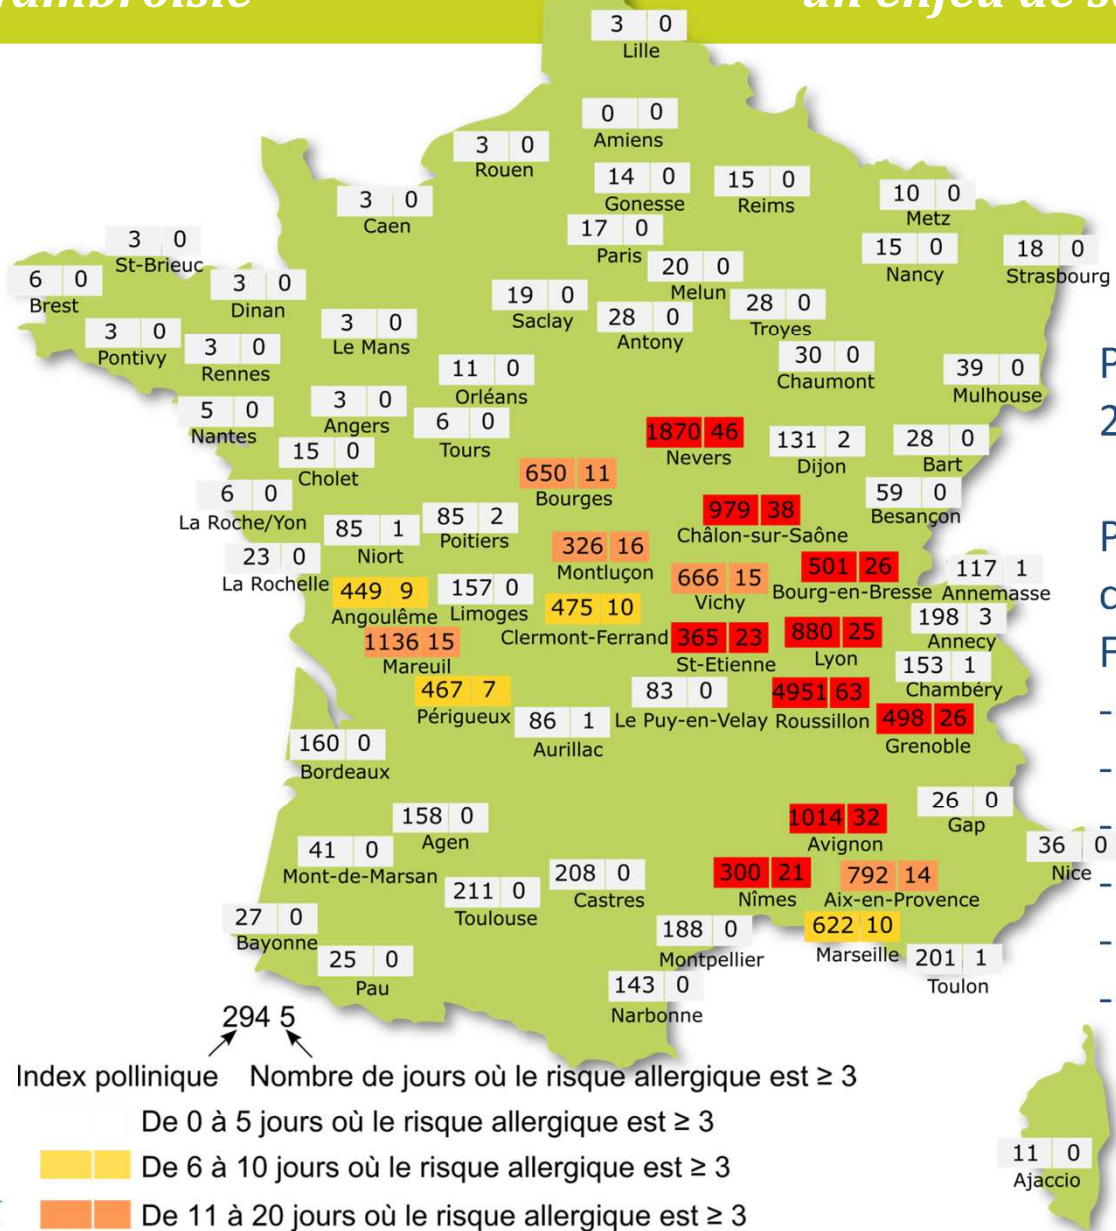 ambroisie
un enjeu de s
3 0
Lille
0 0
Amiens
3 0
Rouen
14 0
Gonesse
15 0
Reims
10 0
Metz
3 0
Caen
17 0
Paris
3 0
St-Brieuc
15 0
Nancy
18 0
Strasbourg
20 0
Melun
6 0
Brest
3 0
Dinan
19 0
Saclay
28 0
Antony
28 0
Troyes
3 0
Pontivy
3 0
Rennes
3 0
Le Mans
30 0
Chaumont
39 0
Mulhouse
P
2
11 0
Orléans
5 0
Nantes
3 0
Angers
6 0
Tours
1870 46
Nevers
131 2
Dijon
28 0
Bart
15 0
Cholet
650 11
Bourges
6 0
La Roche/Yon
59 0
Besançon
979 38
Châlon-sur-Saône
85 1
Niort
85 2
Poitiers
326 16
Montluçon
P
23 0
La Rochelle
666 15
Vichy
501 26
Bourg-en-Bresse
117 1
Annemasse
449 9
Angoulême
157 0
Limoges
475 10
Clermont-Ferrand
198 3
Annecy
1136 15
Mareuil
365 23
St-Etienne
880 25
Lyon
F
153 1
Chambéry
467 7
Périgueux
86 1
Aurillac
83 0
Le Puy-en-Velay
4951 63
Roussillon
498 26
Grenoble
-
160 0
Bordeaux
-
158 0
Agen
1014 32
Avignon
26 0
Gap
-
41 0
Mont-de-Marsan
36 0
Nice
211 0
Toulouse
208 0
Castres
300 21
Nîmes
792 14
Aix-en-Provence
-
27 0
Bayonne
188 0
Montpellier
622 10
Marseille
-
25 0
Pau
143 0
Narbonne
201 1
Toulon
-
294 5
Index pollinique Nombre de jours où le risque allergique est ≥ 3
De 0 à 5 jours où le risque allergique est ≥ 3
De 6 à 10 jours où le risque allergique est ≥ 3
De 11 à 20 jours où le risque allergique est ≥ 3
11 0
Ajaccio